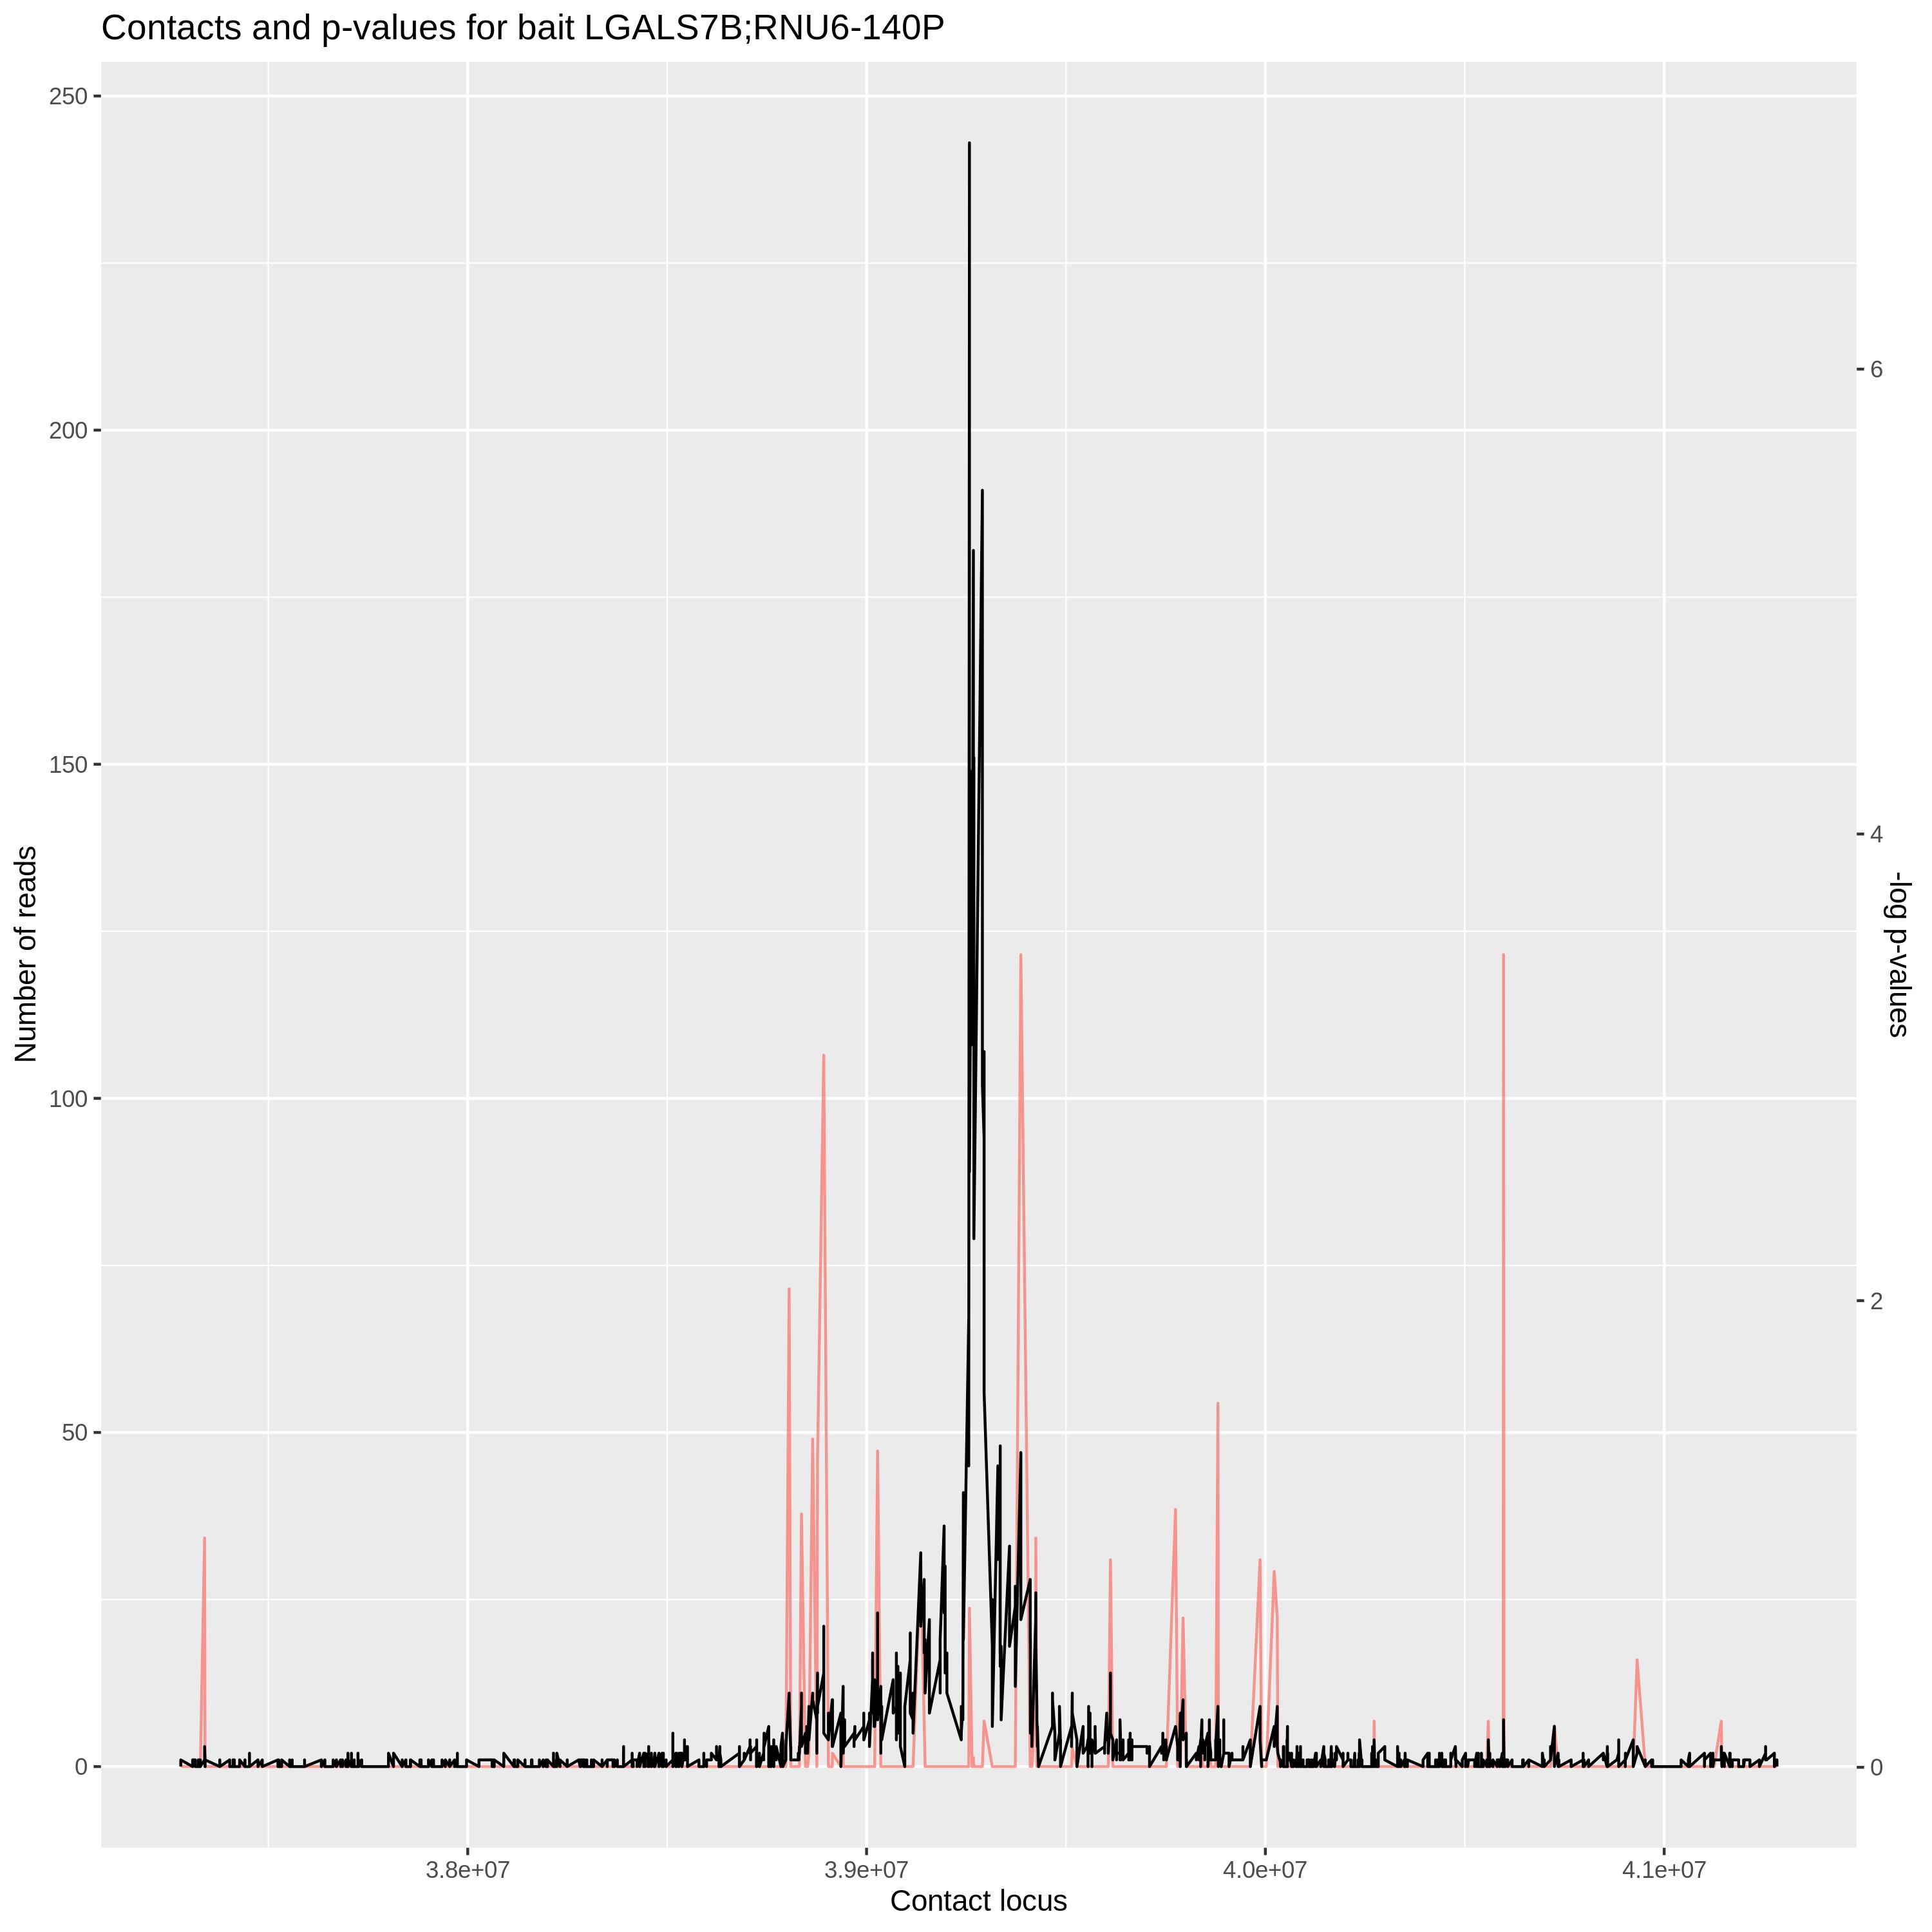 Contacts and p-values for bait LGALS7B;RNU6-140P
250
200
150
100
50
0
Number of reads
6
4
2
0
-log p-values
3.8e+07
3.9e+07
4.0e+07
4.1e+07
Contact locus